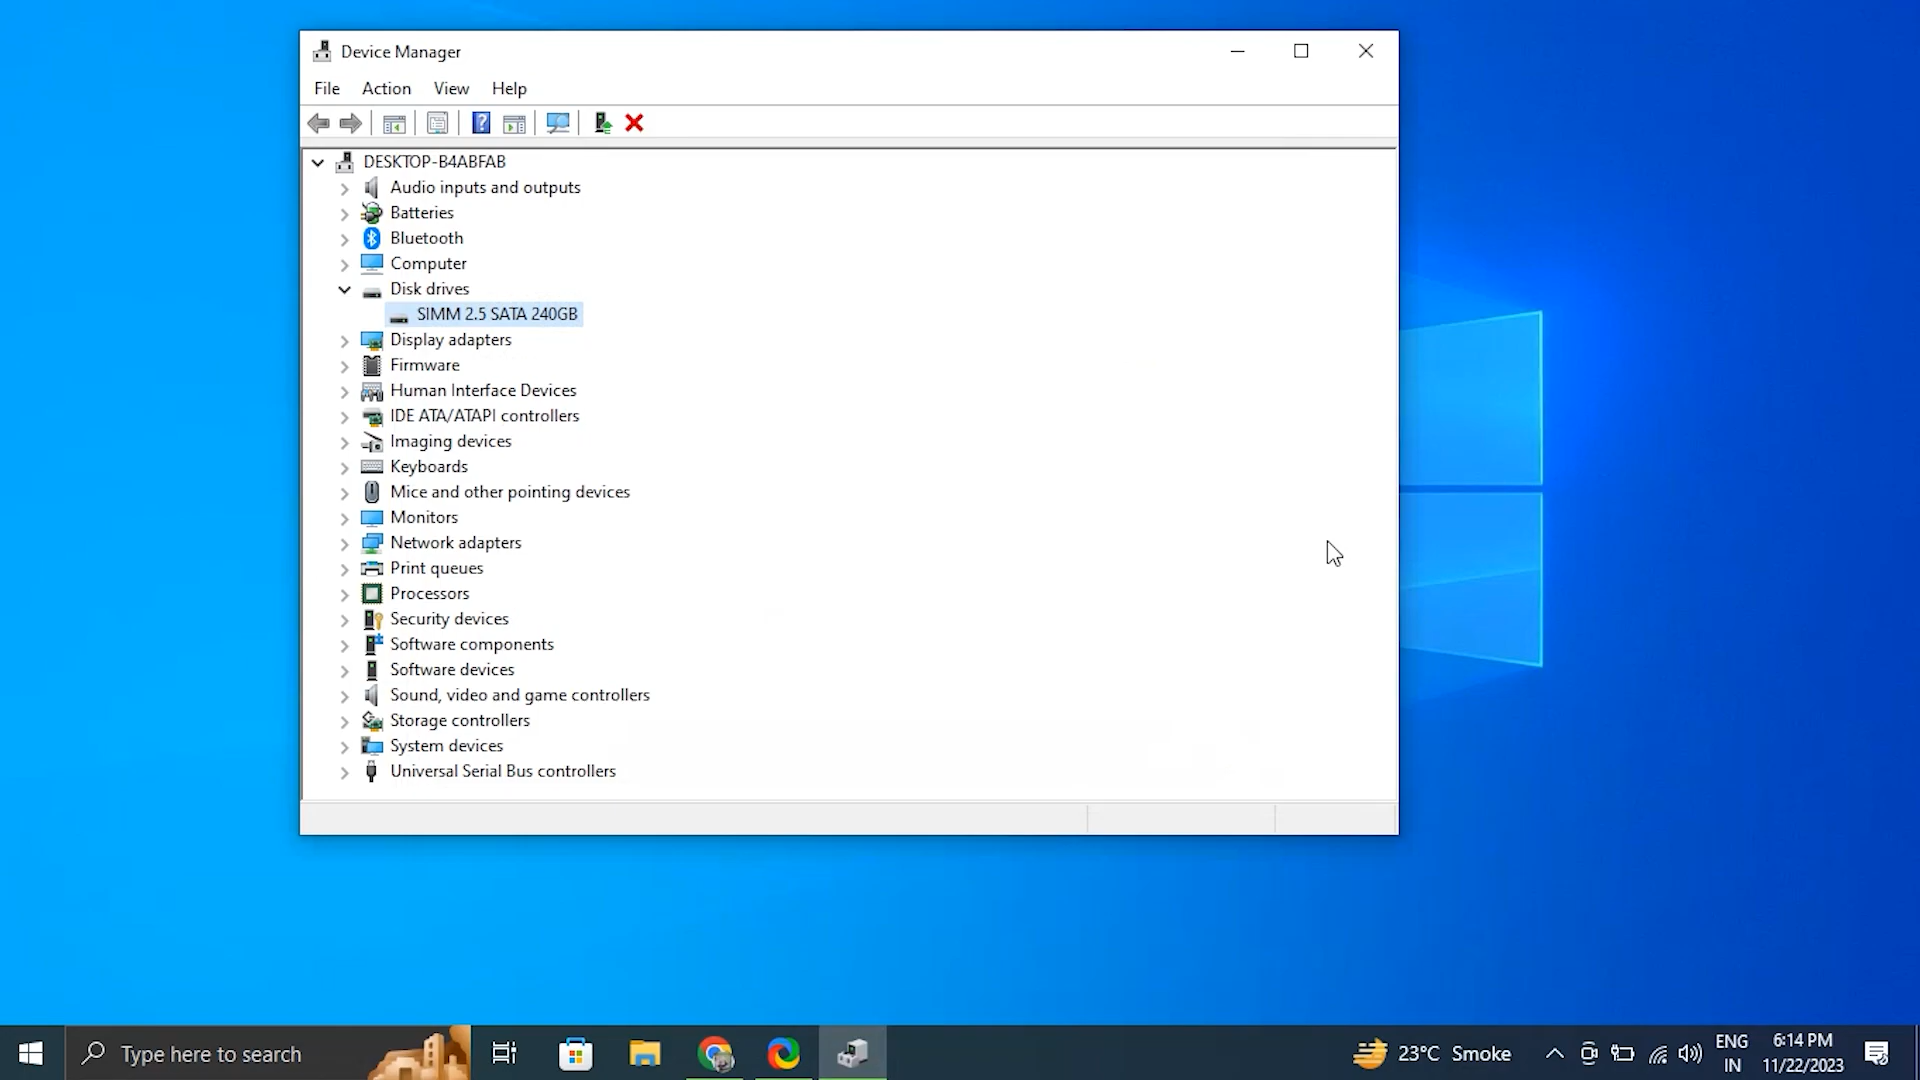 Device Manager
File Action View Help
DESKTOP-B4ABFAB
Audio inputs and outputs
Batteries
Bluetooth
Computer
Disk drives
SIMM 2.5 SATA 240GB
Display adapters
Firmware
Human Interface Devices
IDE ATA/ATAPI controllers
Imaging devices
Keyboards
Mice and other pointing devices
Monitors
Network adapters
Print queues
Processors
Security devices
Software components
Software devices
Sound, video and game controllers
Storage controllers
System devices
Universal Serial Bus controllers
Type here to search
23°C Smoke
ENG
IN
6:14 PM
11/22/2023